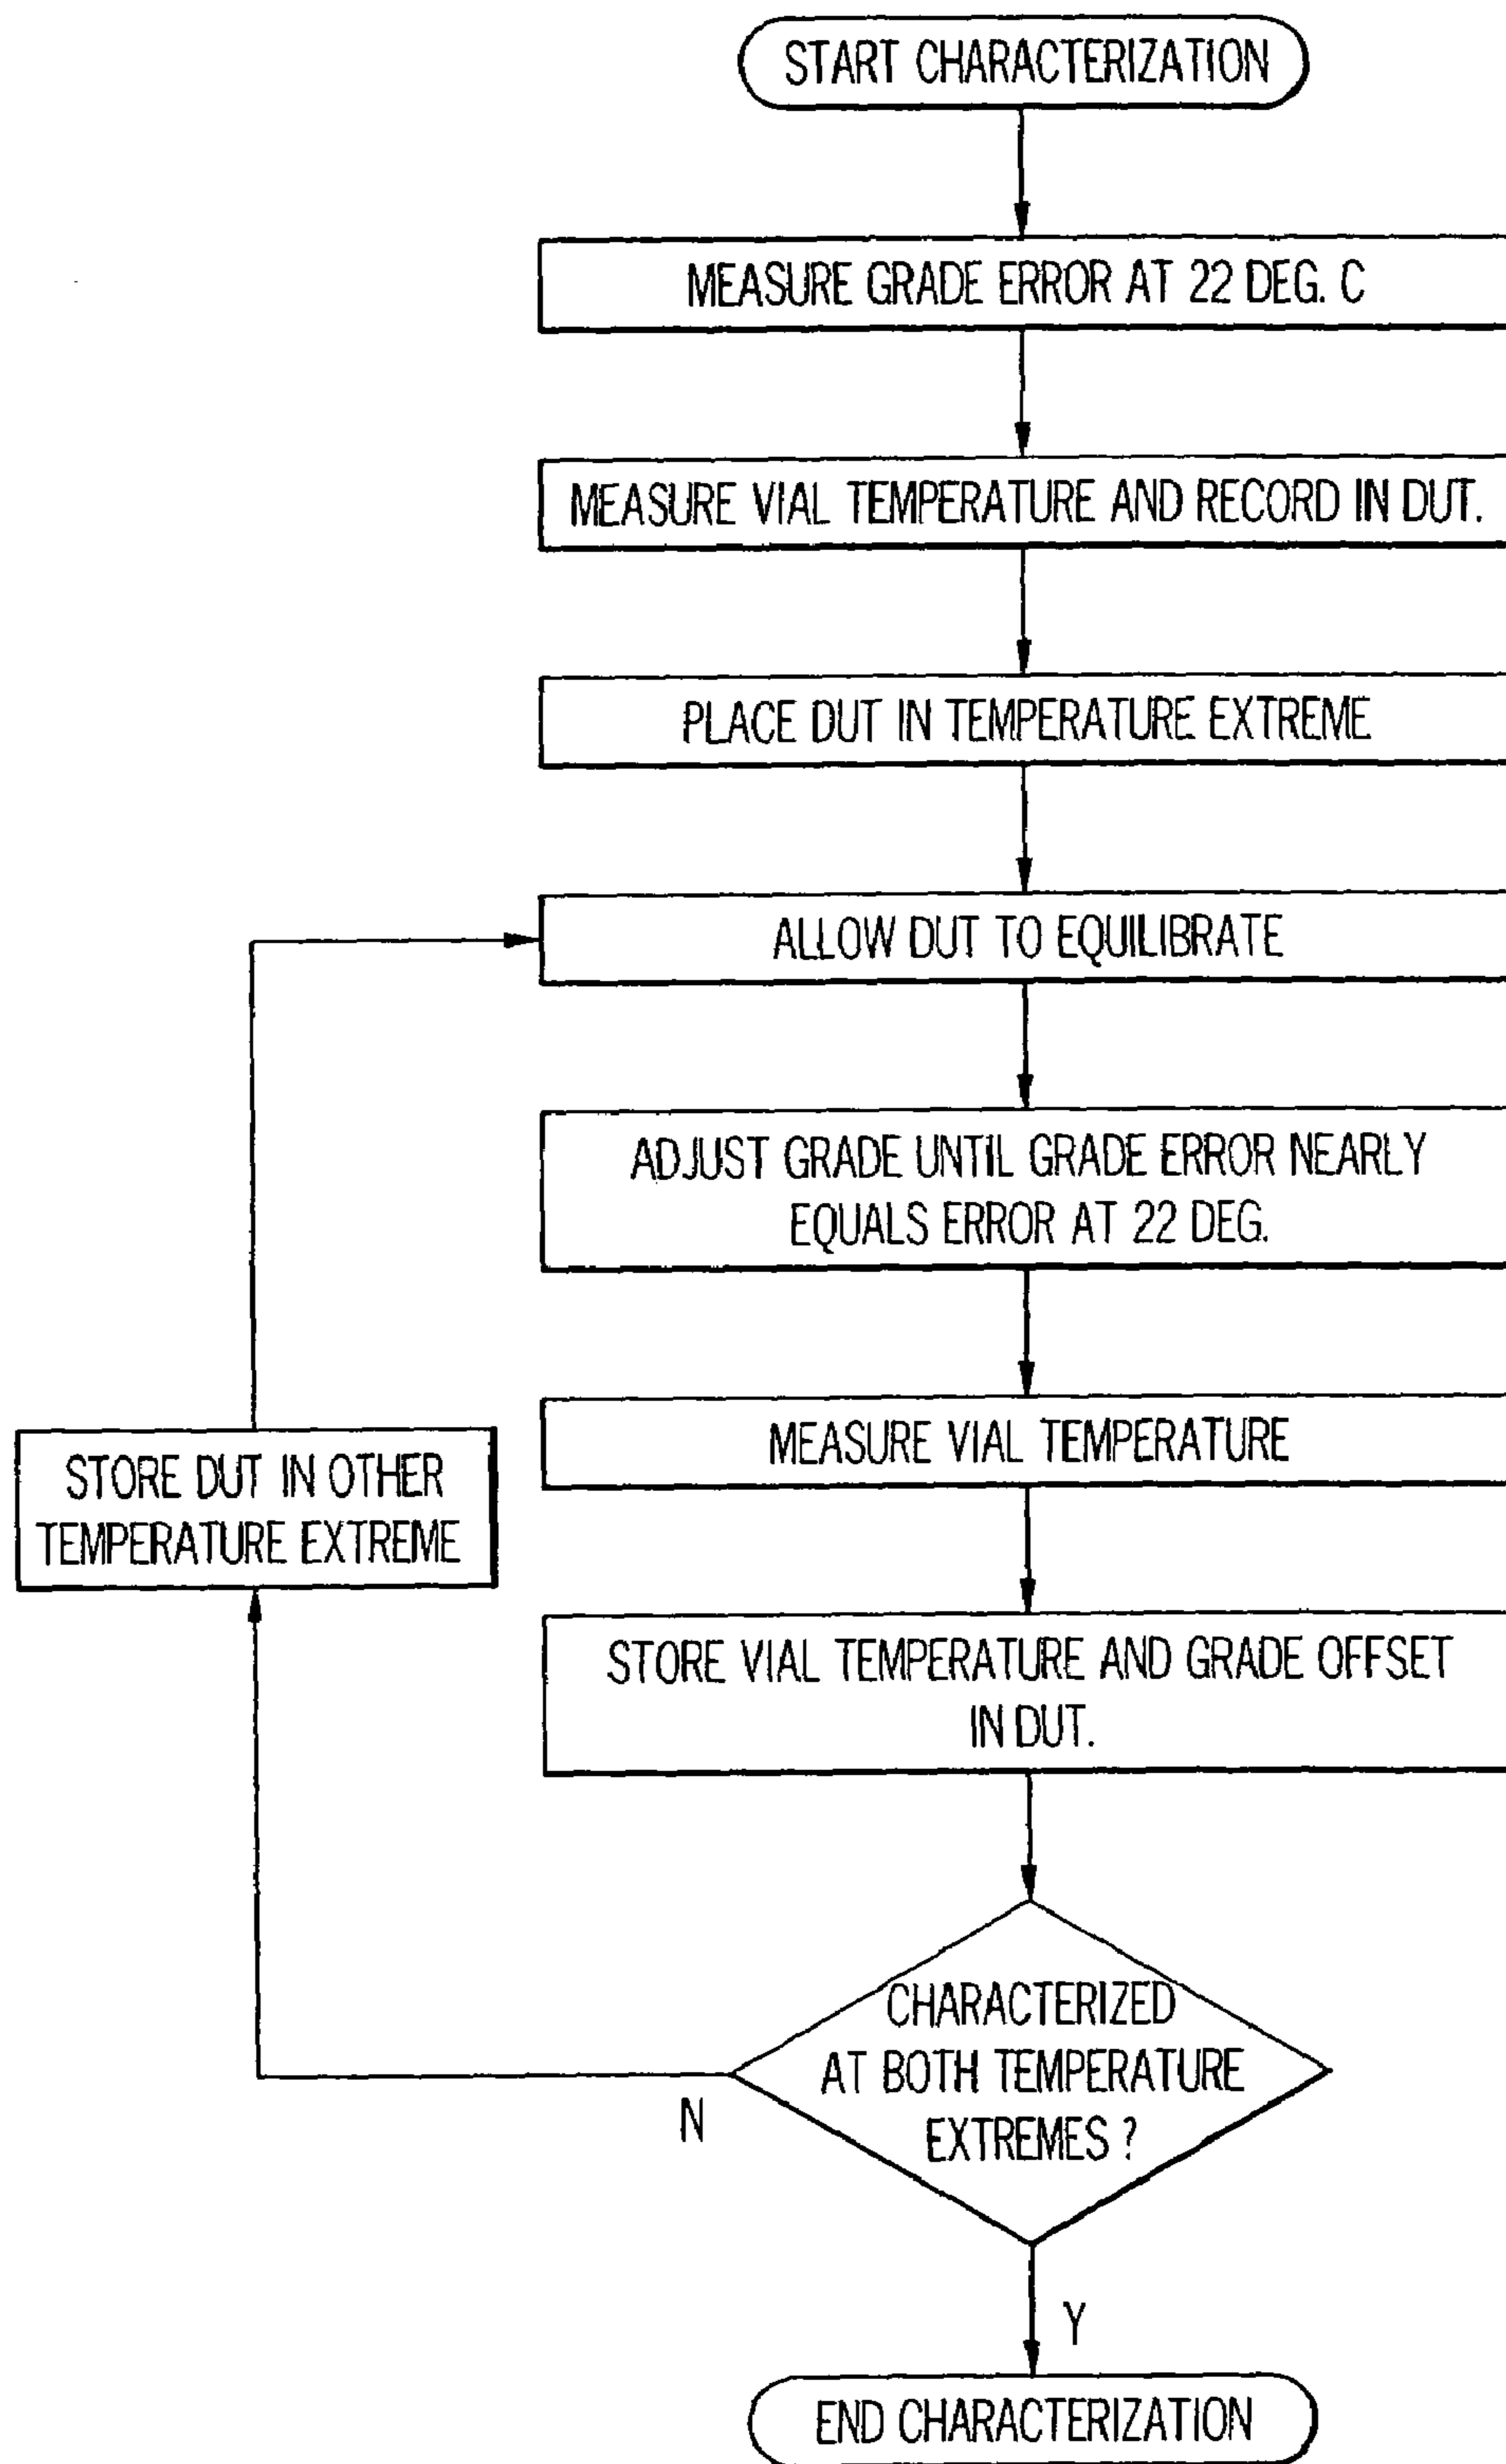 START CHARACTERIZATION
MEASURE GRADE ERROR AT 22 DEG. C
MEASURE VIAL TEMPERATURE AND RECORD IN DUT.
PLACE DUT IN TEMPERATURE EXTREME
ALLOW DUT TO EQUILIBRATE
ADJUST GRADE UNTIL GRADE ERROR NEARLY
EQUALS ERROR AT 22 DEG.
MEASURE VIAL TEMPERATURE
STORE DUT IN OTHER
TEMPERATURE EXTREME
STORE VIAL TEMPERATURE AND GRADE OFFSET
IN DUT.
CHARACTERIZED
AT BOTH TEMPERATURE
EXTREMES ?
N
Y
END CHARACTERIZATION